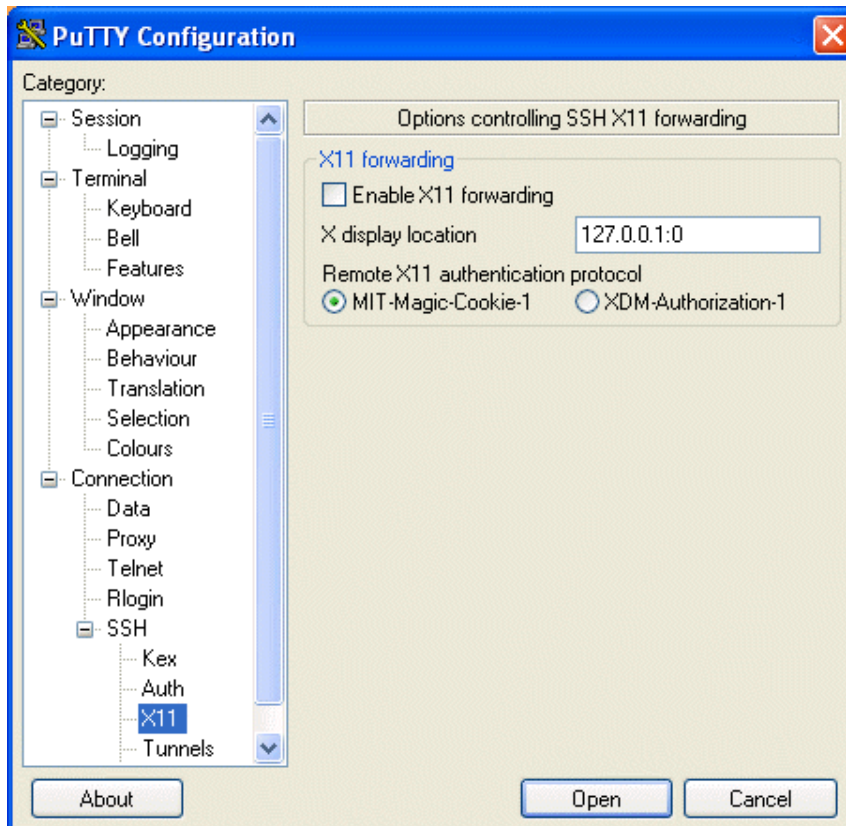 PuTTY Configuration
Category:
Session
Logging
Terminal
Keyboard
Bell
Features
Window
Appearance
Behaviour
Translation
Selection
Colours
Connection
Data
Proxy
Telnet
Rlogin
SSH
Kex
Auth
X11
Tunnels
Options controlling SSH X11 forwarding
X11 forwarding
Enable X11 forwarding
X display location 127.0.0.1:0
Remote X11 authentication protocol
MIT-Magic-Cookie-1 XDM-Authorization-1
About Open Cancel